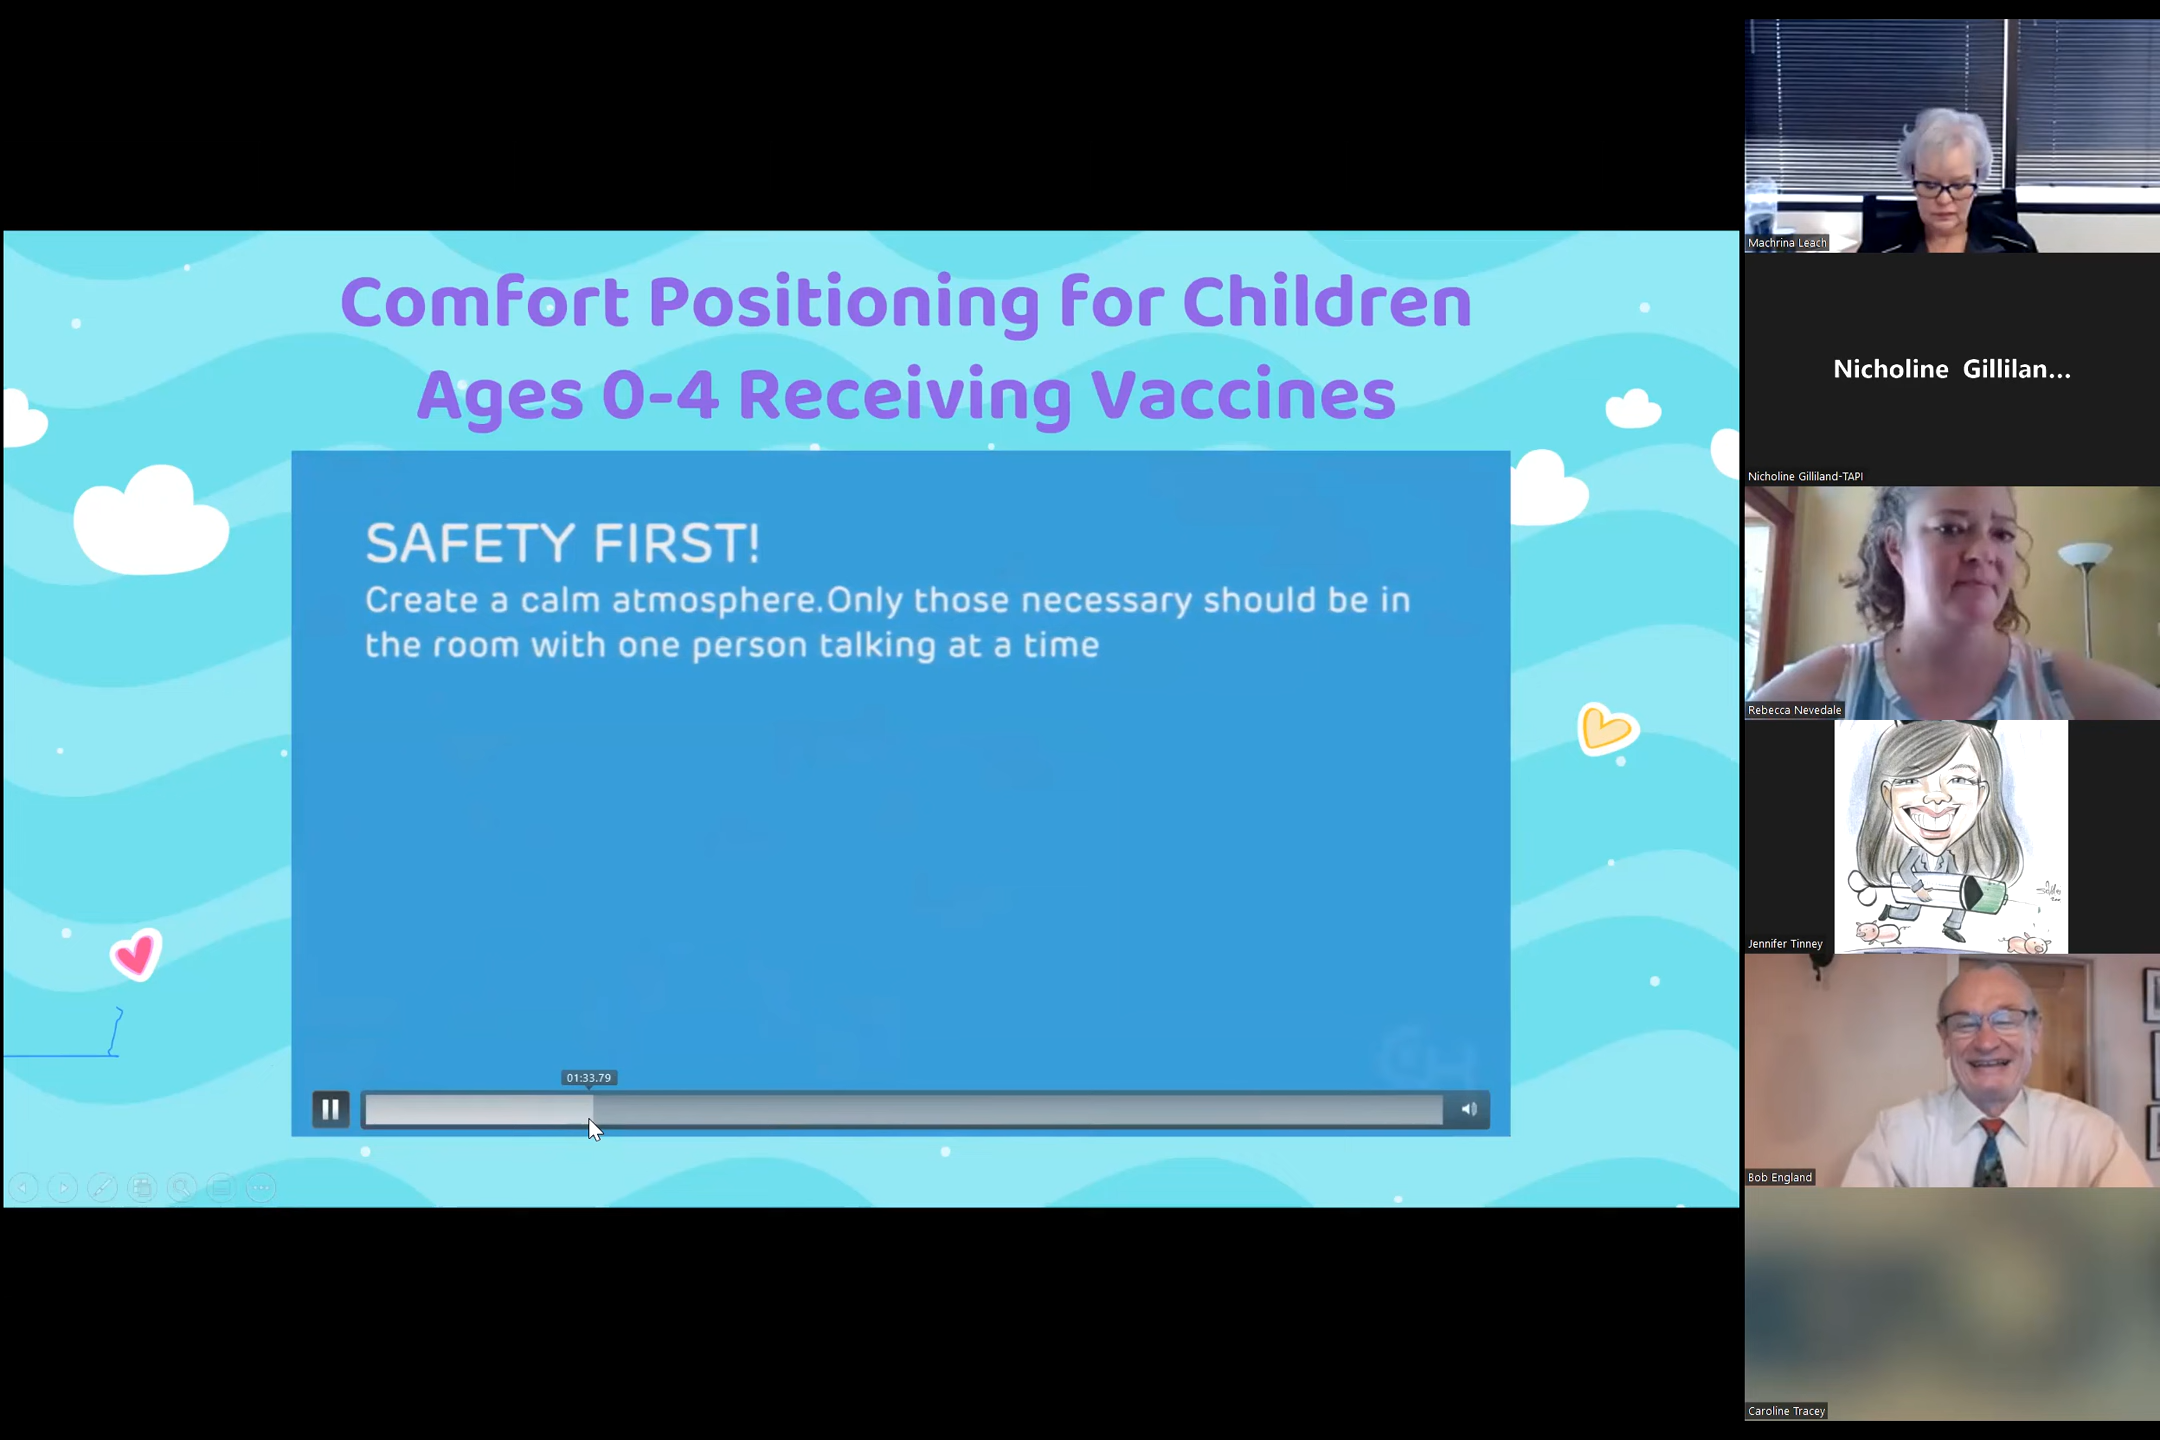 Comfort Positioning for Children
Ages 0-4 Receiving Vaccines
SAFETY FIRST!
Create a calm atmosphere.Only those necessary should be in
the room with one person talking at a time
01:33.79
Machrina Leach
Nicholine Gillilan...
Nicholine Gilliland-TAPI
Rebecca Nevedale
Jennifer Tinney
Bob England
Caroline Tracey